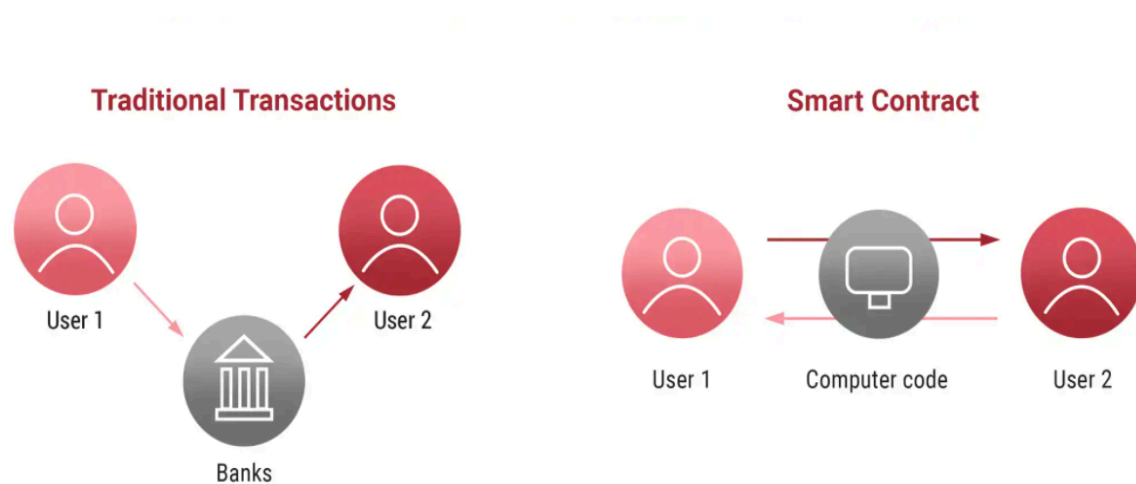 Traditional Transactions
User 1
User 2
Banks
Smart Contract
User 1
Computer code
User 2